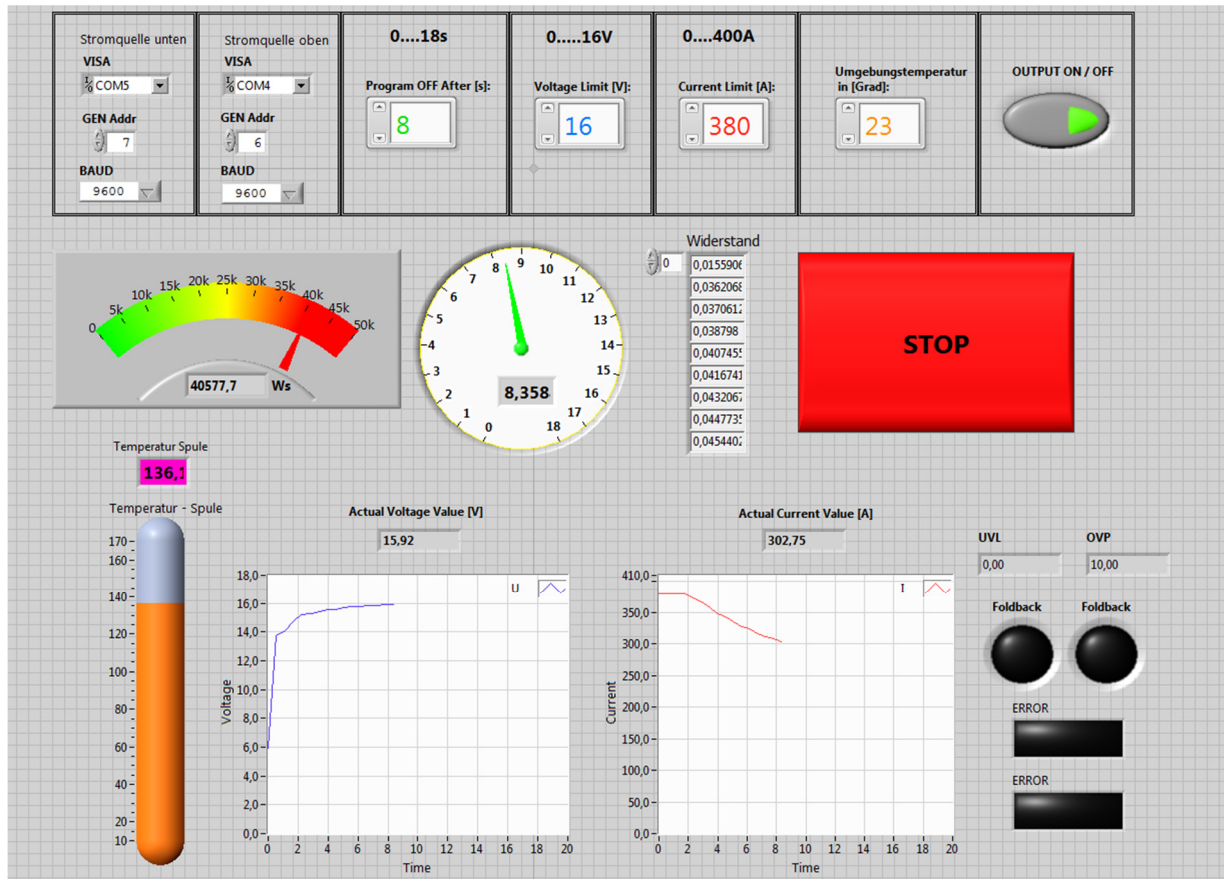 Stromquelle unten
VISA
COM5
GEN Addr
7
BAUD
9600
Stromquelle oben
VISA
COM4
GEN Addr
6
BAUD
9600
0....18s
Program OFF After [s]:
8
0.....16V
Voltage Limit [V]:
16
0....400A
Current Limit [A]:
380
Umgebungstemperatur
in [Grad]:
23
OUTPUT ON / OFF
0
5k
10k
15k
20k
25k
30k
35k
40k
45k
50k
40577,7
Ws
0
1
2
3
4
5
6
7
8
9
10
11
12
13
14
15
16
17
18
8,358
Widerstand
0
0,0155906
0,0362068
0,0370612
0,038798
0,0407455
0,0416741
0,0432067
0,0447735
0,0454402
STOP
Temperatur Spule
136,1
Temperatur - Spule
170
160
140
120
100
80
60
40
20
10
Actual Voltage Value [V]
15,92
U
18,0
16,0
14,0
12,0
10,0
8,0
6,0
4,0
2,0
0,0
Voltage
0 2 4 6 8 10 12 14 16 18 20
Time
Actual Current Value [A]
302,75
I
410,0
350,0
300,0
250,0
200,0
150,0
100,0
50,0
0,0
Current
0 2 4 6 8 10 12 14 16 18 20
Time
UVL
0,00
OVP
10,00
Foldback
Foldback
ERROR
ERROR